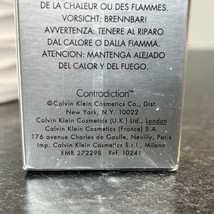 DE LA CHALEUR OU DES FLAMMES.
VORSICHT: BRENNBAR!
AVVERTENZA: TENERE AL RIPARO
DAL CALORE O DALLA FIAMMA.
ATENCION: MANTENGA ALEJADO
DEL CALOR Y DEL FUEGO.
Contradiction™
©Calvin Klein Cosmetics Co., Dist.
New York, N.Y. 10022
Calvin Klein Cosmetics (U.K.) Ltd., London
Calvin Klein Cosmetics (France) S.A.
176 avenue Charles de Gaulle, Neuilly, Paris
Imp. Calvin Klein Cosmetics S.r.l., Milano
EMB 27229B Ref. 10241